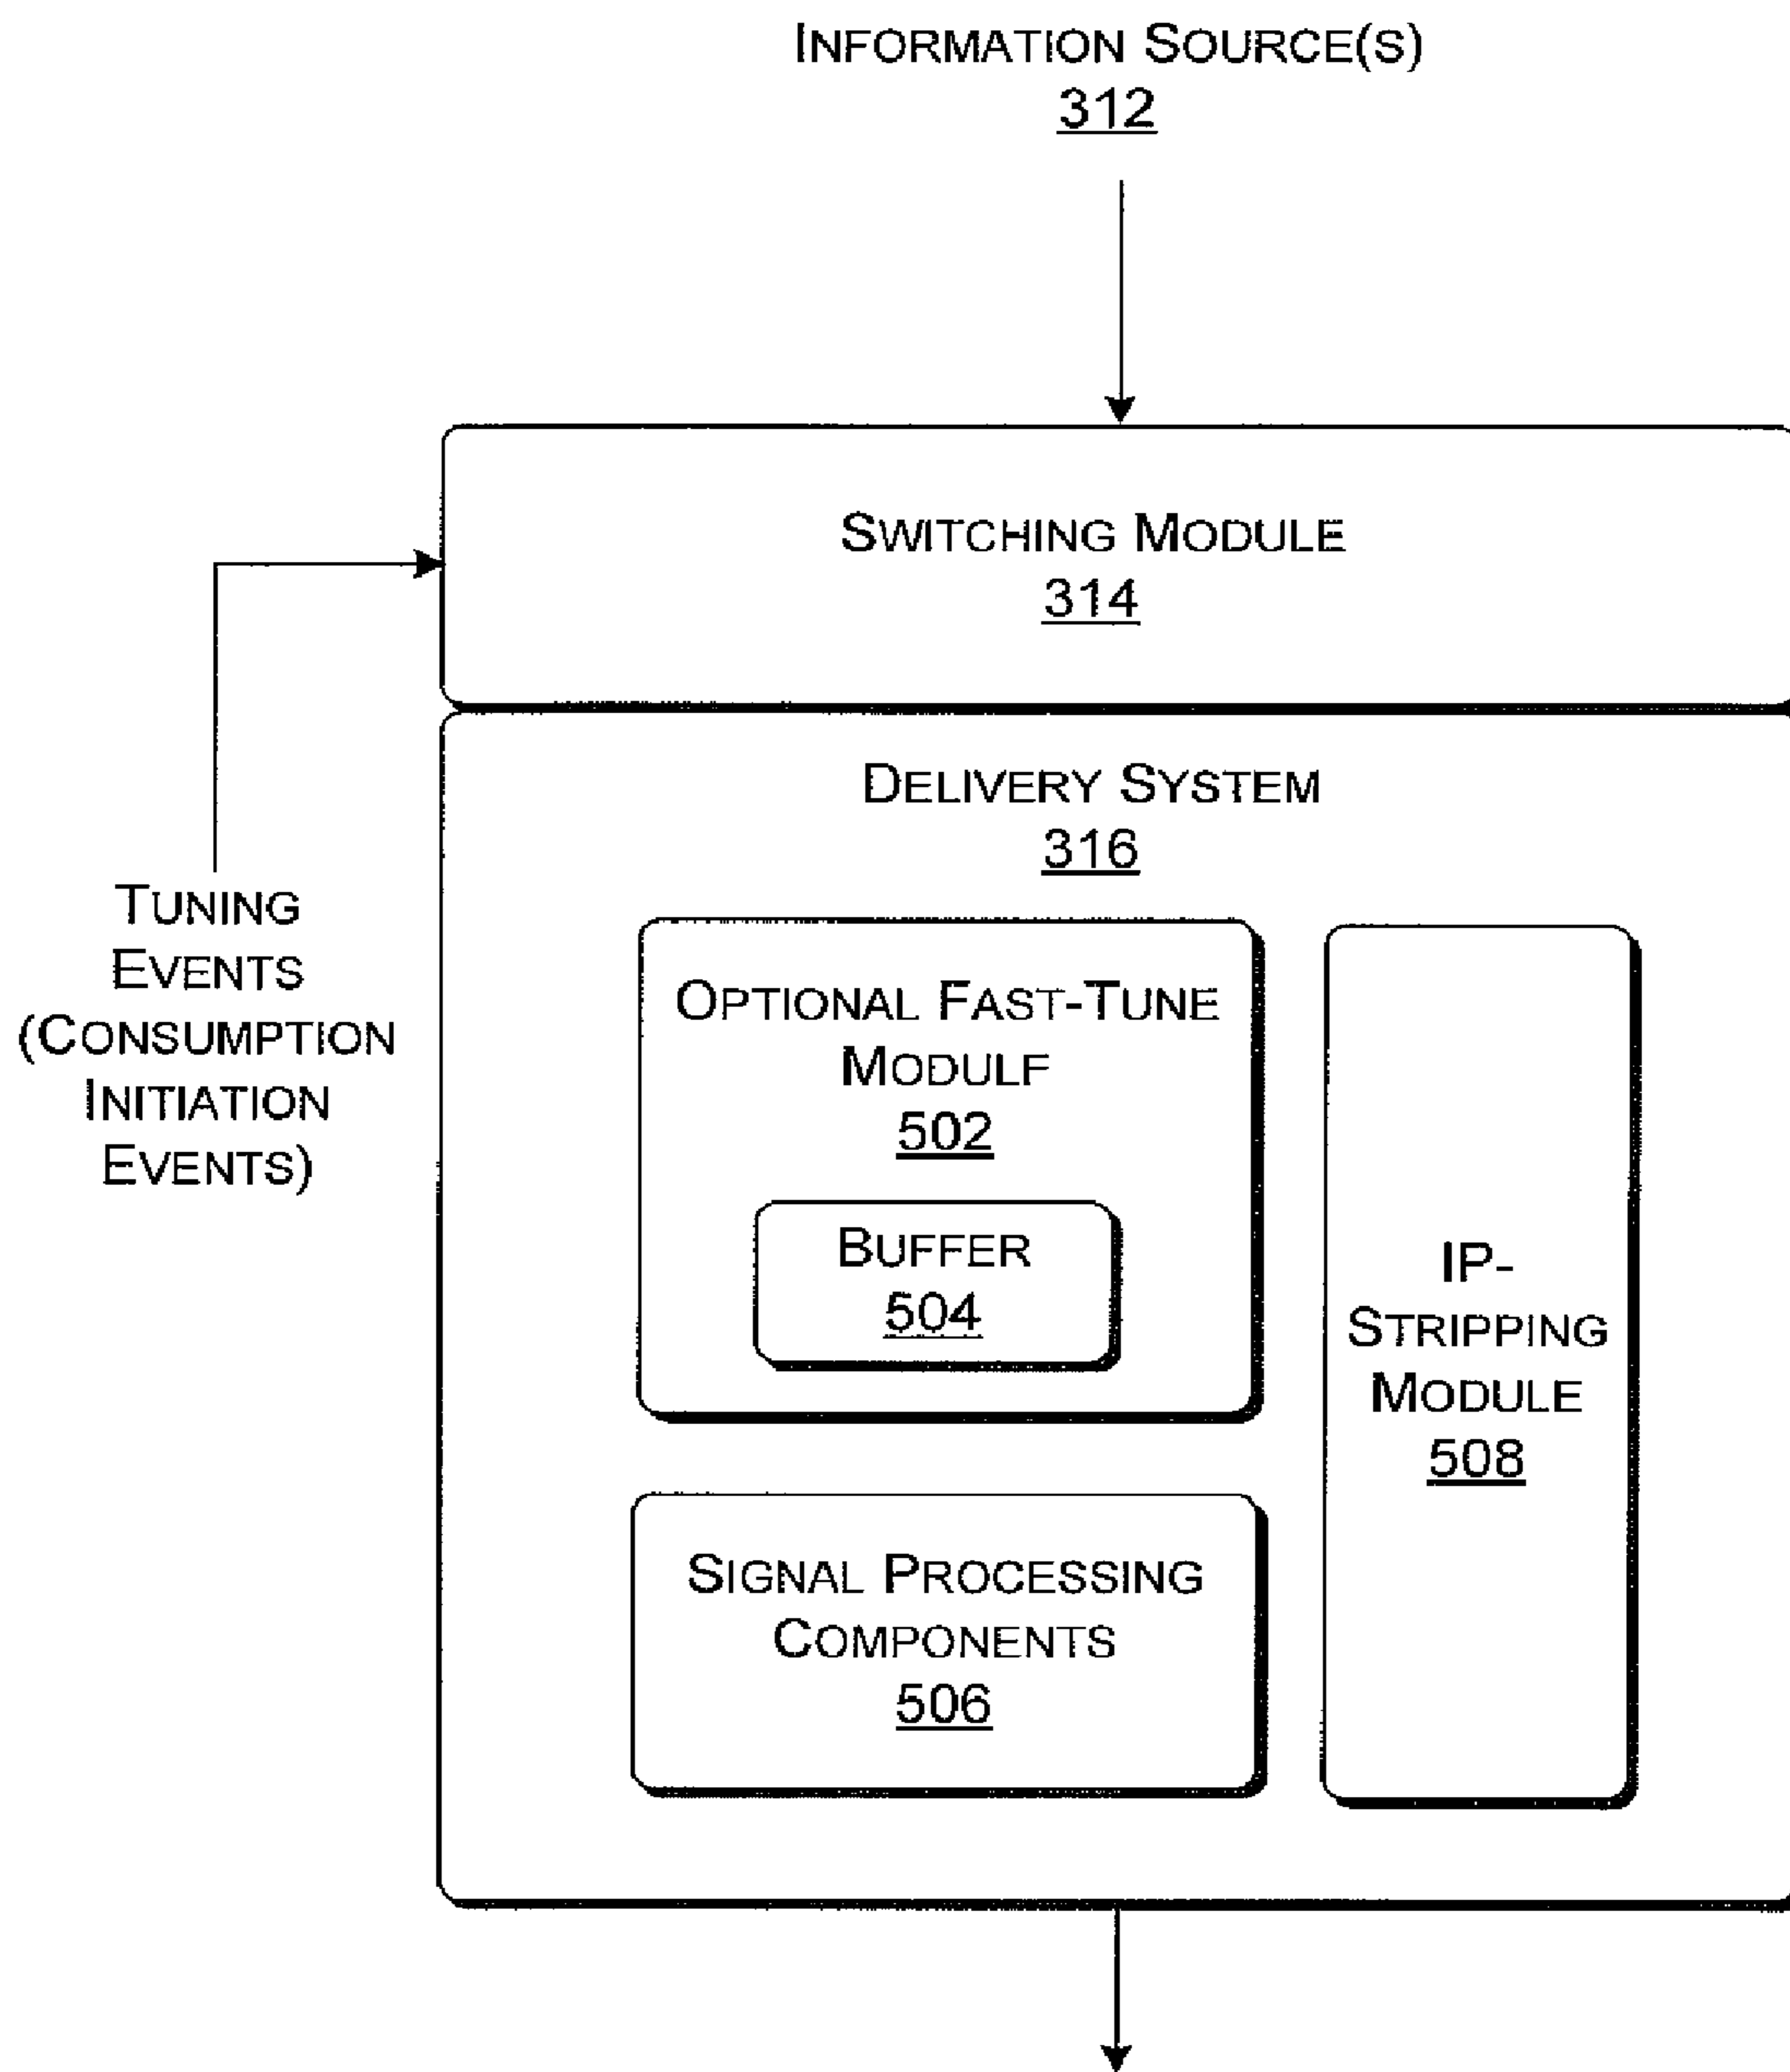 INFORMATION SOURCE(S)
312
SWITCHING MODULE
314
DELIVERY SYSTEM
316
TUNING
EVENTS
(CONSUMPTION
INITIATION
EVENTS)
OPTIONAL FAST-TUNE
MODULF
502
BUFFER
504
IP-
STRIPPING
MODULE
508
SIGNAL PROCESSING
COMPONENTS
506